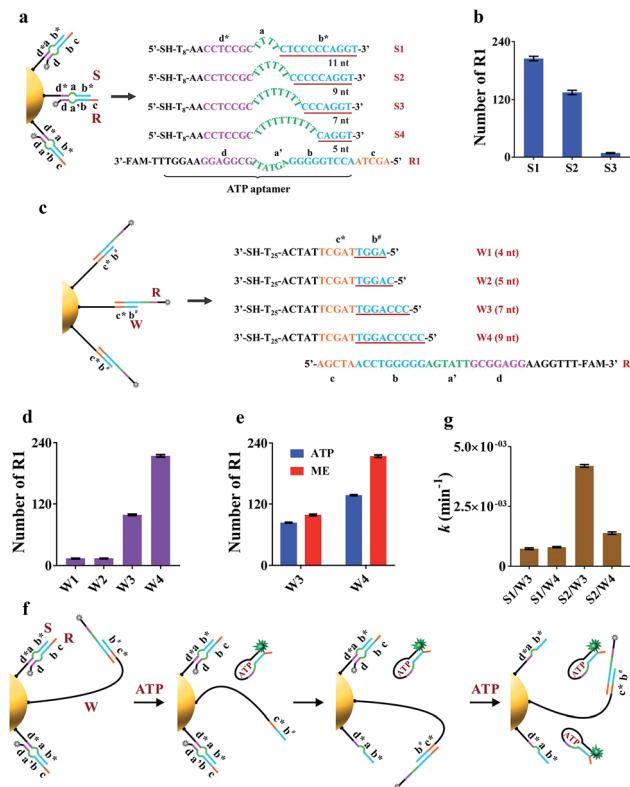 a
d* a b*
d b c
S
d* a b*
d a' b c
R
d* a b*
d a' b c
d*
a
b*
5'-SH-T8-AACCTCCGC TTT CTCCCCCAGGT-3' S1
11 nt
5'-SH-T8-AACCTCCGC TTTTT CCCCCAGGT-3' S2
9 nt
5'-SH-T8-AACCTCCGC CCCAGGT-3' S3
7 nt
5'-SH-T8-AACCTCCGC CAGGT-3' S4
5 nt
d a' b c
3'-FAM-TTTGGAAGGAGGCGTTATGAGGGGGTCCAATCGA-5' R1
ATP aptamer
b
Number of R1
240
120
0
S1 S2 S3
c
c* b#
R
c* b#
W
c* b#
c* b#
3'-SH-T25-ACTATTCGATTGGA-5' W1 (4 nt)
3'-SH-T25-ACTATTCGATTGGAC-5' W2 (5 nt)
3'-SH-T25-ACTATTCGATTGGACCC-5' W3 (7 nt)
3'-SH-T25-ACTATTCGATTGGACCCCC-5' W4 (9 nt)
5'-AGCTAACCTGGGGGAGTATTGCGGAGGAAGGTTT-FAM-3' R
c b a' d
d
Number of R1
240
120
0
W1 W2 W3 W4
e
Number of R1
240
120
0
ATP
ME
W3 W4
g
k (min-1)
5.0×10-03
2.5×10-03
0
S1/W3 S1/W4 S2/W3 S2/W4
f
d* a b* S
d b c R
b# c*
W
d* a b*
d a' b c
ATP
d* a b*
d b c
ATP
c* b#
d* a b*
d a' b c
d* a b*
d b c
ATP
b# c*
d* a b*
ATP
d* a b*
ATP
c* b#
d* a b*
ATP